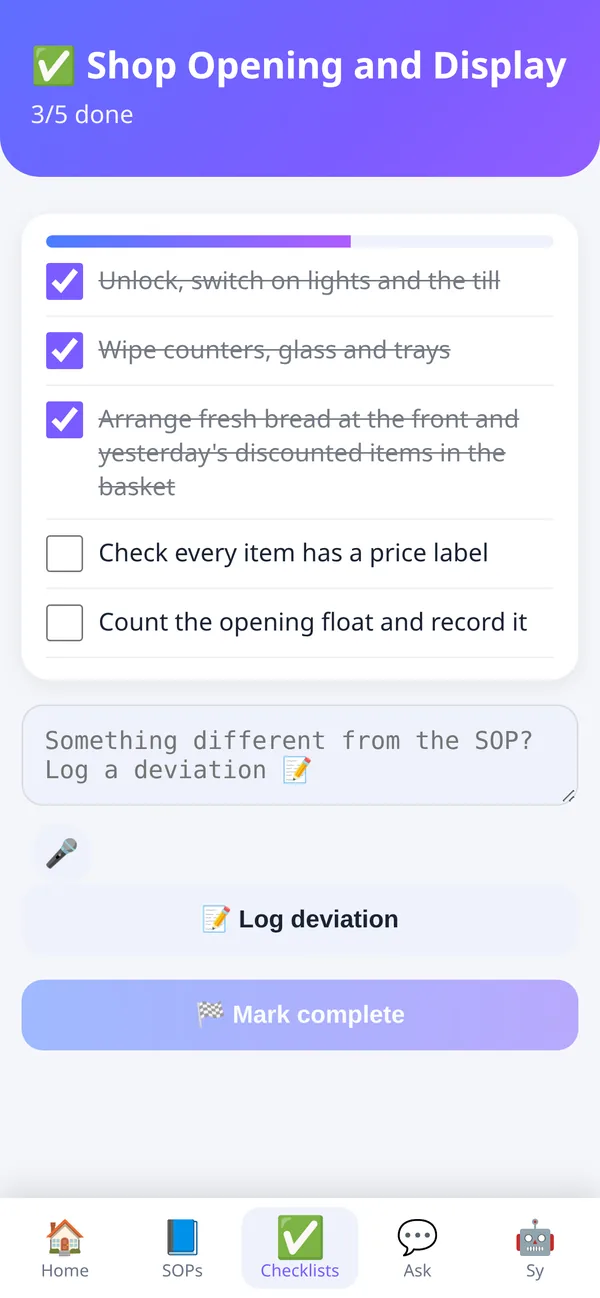 ✅ Shop Opening and Display
3/5 done
Unlock, switch on lights and the till
Wipe counters, glass and trays
Arrange fresh bread at the front and
yesterday's discounted items in the
basket
Check every item has a price label
Count the opening float and record it
Something different from the SOP?
Log a deviation 📝
🎤
📝 Log deviation
🏁 Mark complete
Home
SOPs
Checklists
Ask
Sy